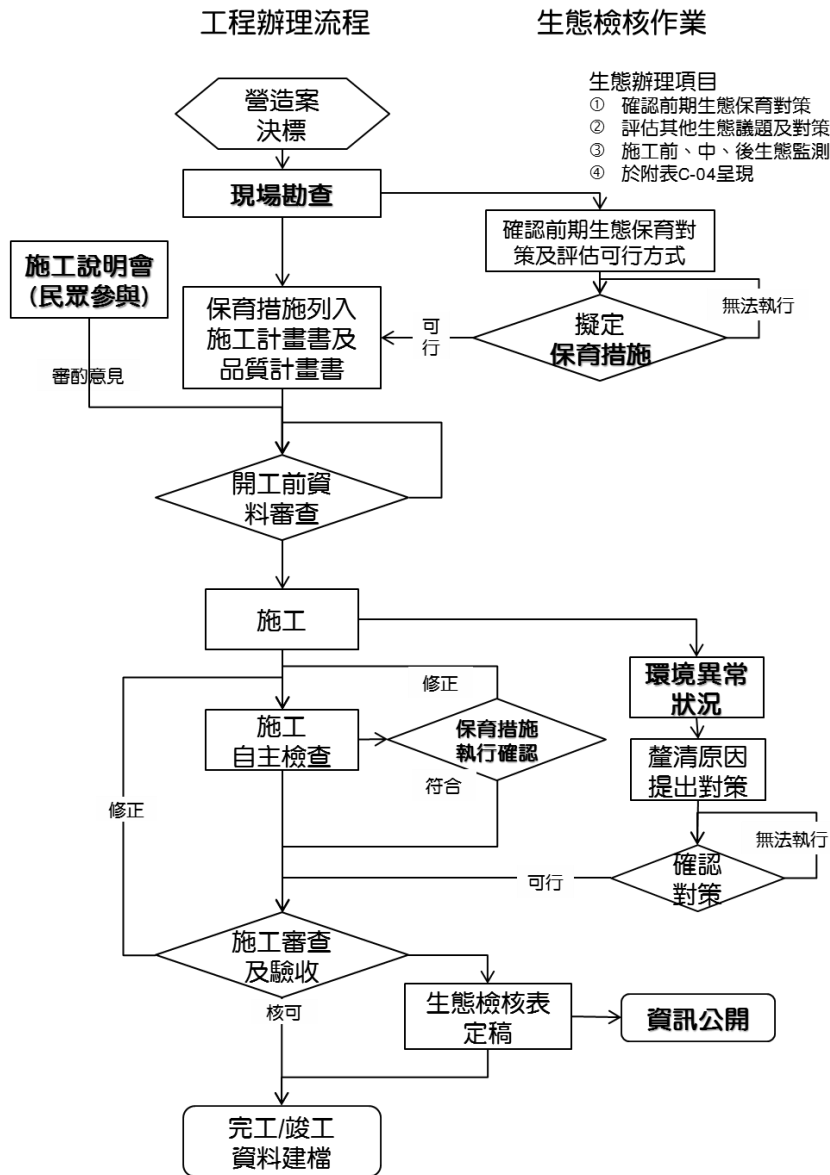 工程辦理流程
生態檢核作業
生態辦理項目
① 確認前期生態保育對策
② 評估其他生態議題及對策
③ 施工前、中、後生態監測
④ 於附表C-04呈現
營造案
決標
現場勘查
確認前期生態保育對
策及評估可行方式
施工說明會
(民眾參與)
保育措施列入
施工計畫書及
品質計畫書
可
行
擬定
保育措施
無法執行
審酌意見
開工前資
料審查
施工
環境異常
狀況
修正
施工
自主檢查
保育措施
執行確認
釐清原因
提出對策
符合
修正
無法執行
確認
對策
可行
施工審查
及驗收
核可
生態檢核表
定稿
資訊公開
完工/竣工
資料建檔